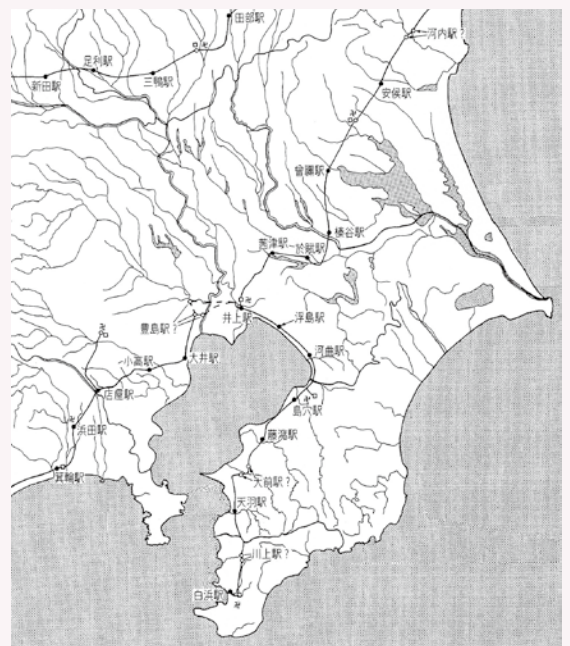 田部駅
河内駅?
足利駅
三鴨駅
新田駅
安侯駅
曽禰駅
榛谷駅
茜津駅
於賦駅
井上駅
浮島駅
豊島駅?
河曲駅
小高駅
大井駅
店屋駅
島穴駅
浜田駅
藤潴駅
箕輪駅
大前駅?
天羽駅
川上駅?
白浜駅